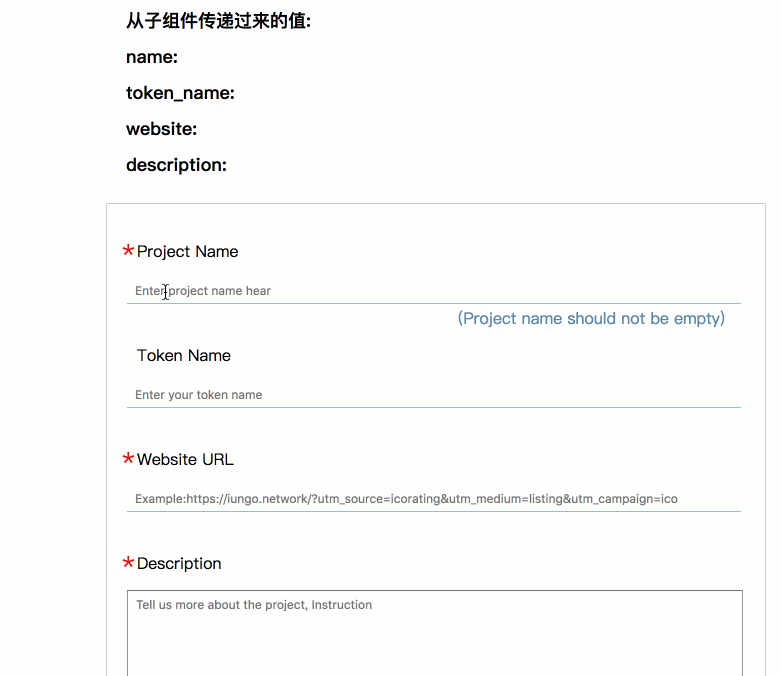 从子组件传递过来的值:
name:
token_name:
website:
description:
*Project Name
Enter project name hear
(Project name should not be empty)
Token Name
Enter your token name
*Website URL
Example:https://iungo.network/?utm_source=icorating&utm_medium=listing&utm_campaign=ico
*Description
Tell us more about the project, Instruction